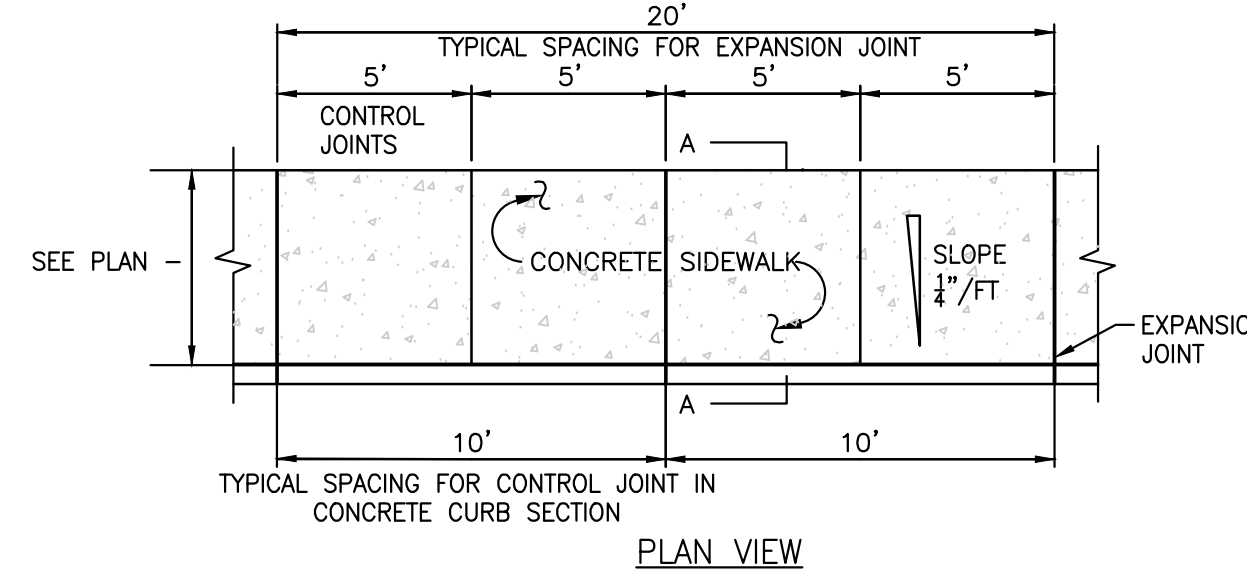 20'
TYPICAL SPACING FOR EXPANSION JOINT
5' 5' 5' 5'
CONTROL
JOINTS
A
SEE PLAN
CONCRETE SIDEWALK
SLOPE
1/4"/FT
EXPANSIO
JOINT
A
10' 10'
TYPICAL SPACING FOR CONTROL JOINT IN
CONCRETE CURB SECTION
PLAN VIEW